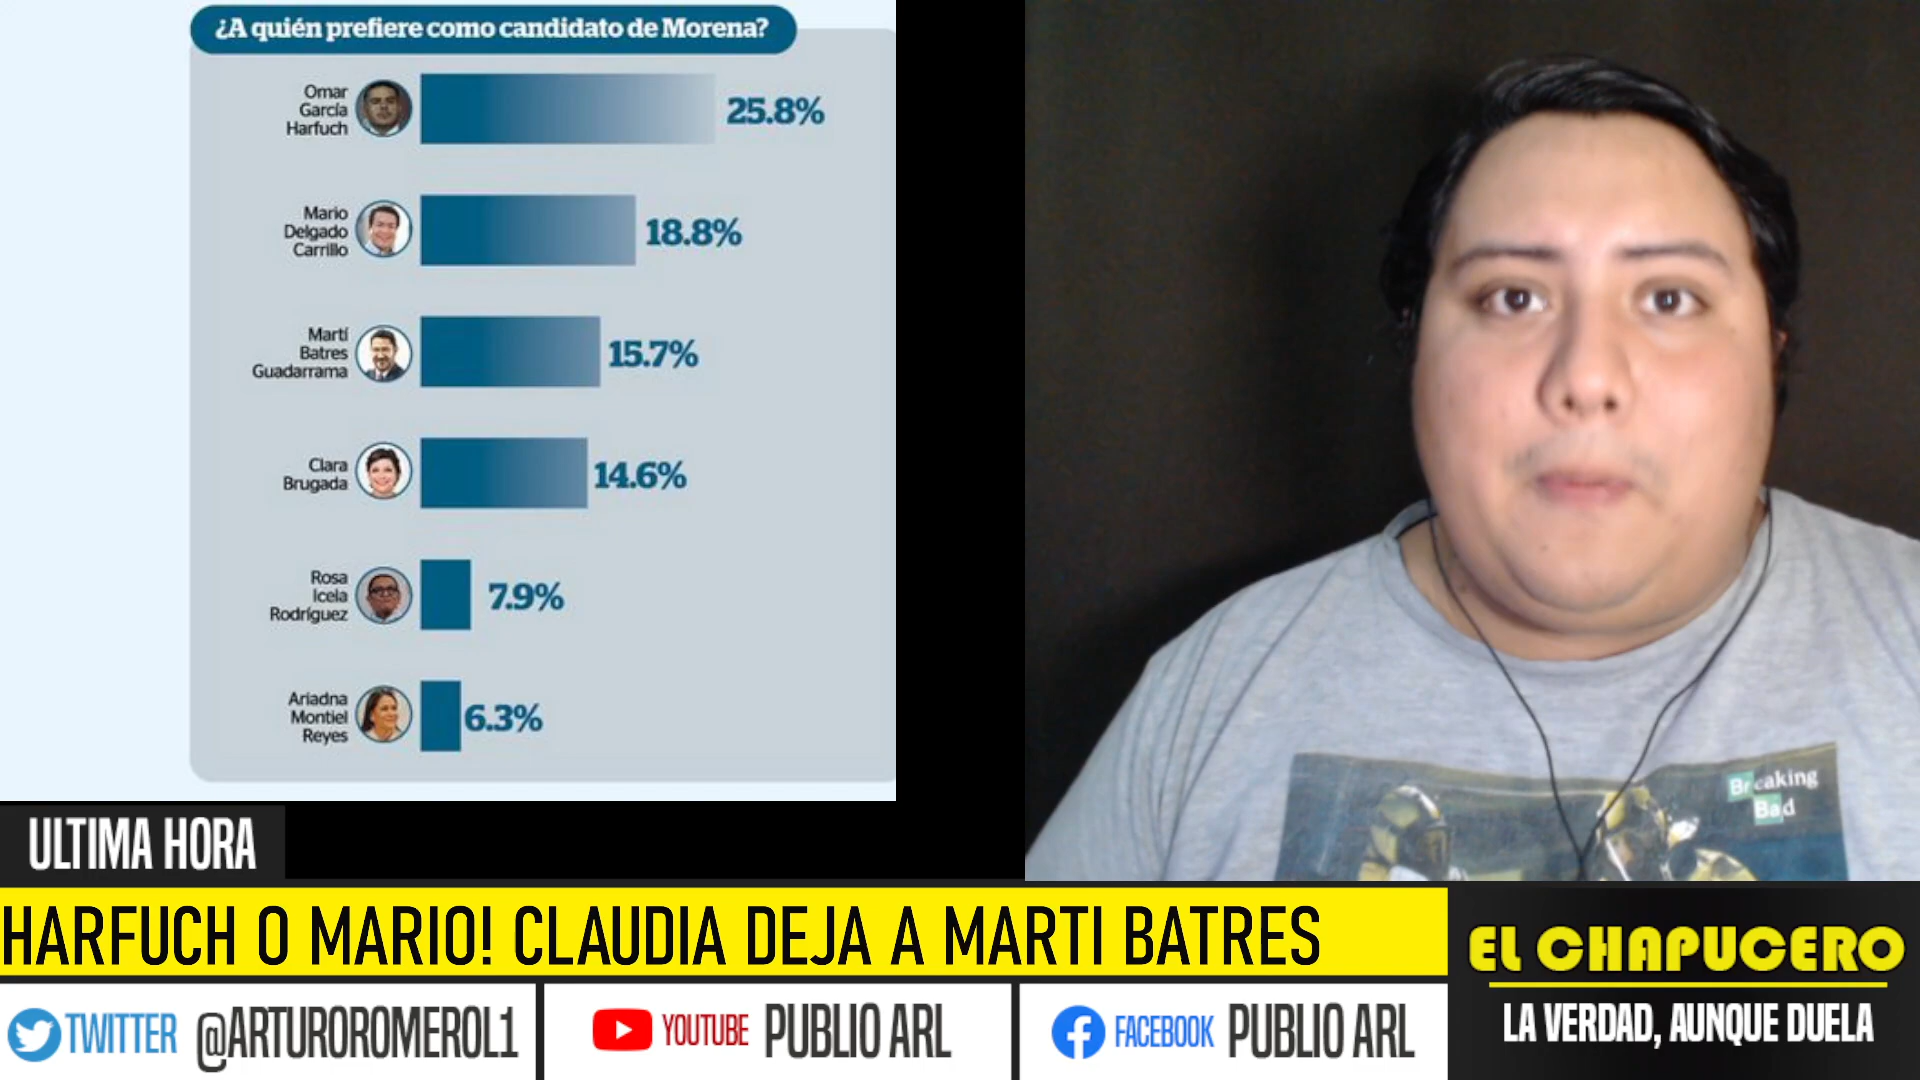 ¿A quién prefiere como candidato de Morena?
Omar
García
Harfuch
25.8%
Mario
Delgado
Carrillo
18.8%
Martí
Batres
Guadarrama
15.7%
Clara
Brugada
14.6%
Rosa
Icela
Rodríguez
7.9%
Ariadna
Montiel
Reyes
6.3%
Breaking
Bad
ULTIMA HORA
HARFUCH O MARIO! CLAUDIA DEJA A MARTI BATRES
EL CHAPUCERO
LA VERDAD, AUNQUE DUELA
TWITTER @ARTUROROMEROL1
YOUTUBE PUBLIO ARL
FACEBOOK PUBLIO ARL